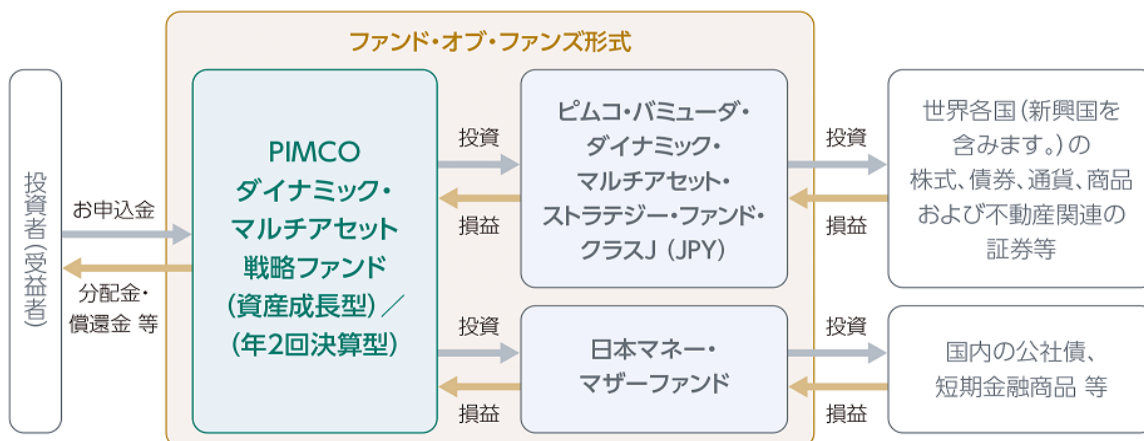 ファンド・オブ・ファンズ形式
投資者(受益者)
お申込金
分配金・
償還金 等
PIMCO
ダイナミック・
マルチアセット
戦略ファンド
(資産成長型)／
(年2回決算型)
投資
損益
ピムコ・バミューダ・
ダイナミック・
マルチアセット・
ストラテジー・ファンド・
クラスJ (JPY)
投資
損益
世界各国(新興国を
含みます。)の
株式、債券、通貨、商品
および不動産関連の
証券等
投資
損益
日本マネー・
マザーファンド
投資
損益
国内の公社債、
短期金融商品 等